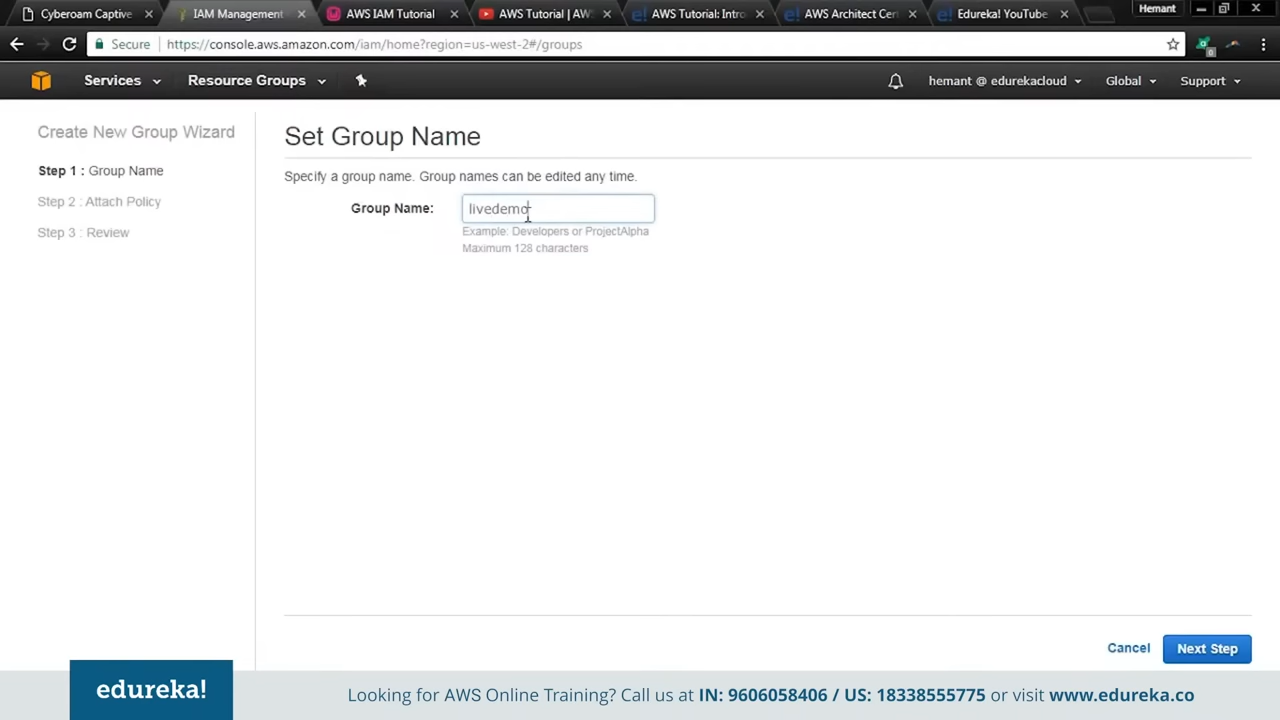 Cyberoam Captive
IAM Management
AWS IAM Tutorial
AWS Tutorial | AWS
AWS Tutorial: Intro
AWS Architect Cert
Edureka! YouTube
Hemant
Secure
https://console.aws.amazon.com/iam/home?region=us-west-2#/groups
Services
Resource Groups
hemant @ edurekacloud
Global
Support
Create New Group Wizard
Step 1 : Group Name
Step 2 : Attach Policy
Step 3 : Review
Set Group Name
Specify a group name. Group names can be edited any time.
Group Name:
livedemo
Example: Developers or ProjectAlpha
Maximum 128 characters
Cancel
Next Step
edureka!
Looking for AWS Online Training? Call us at IN: 9606058406 / US: 18338555775 or visit www.edureka.co